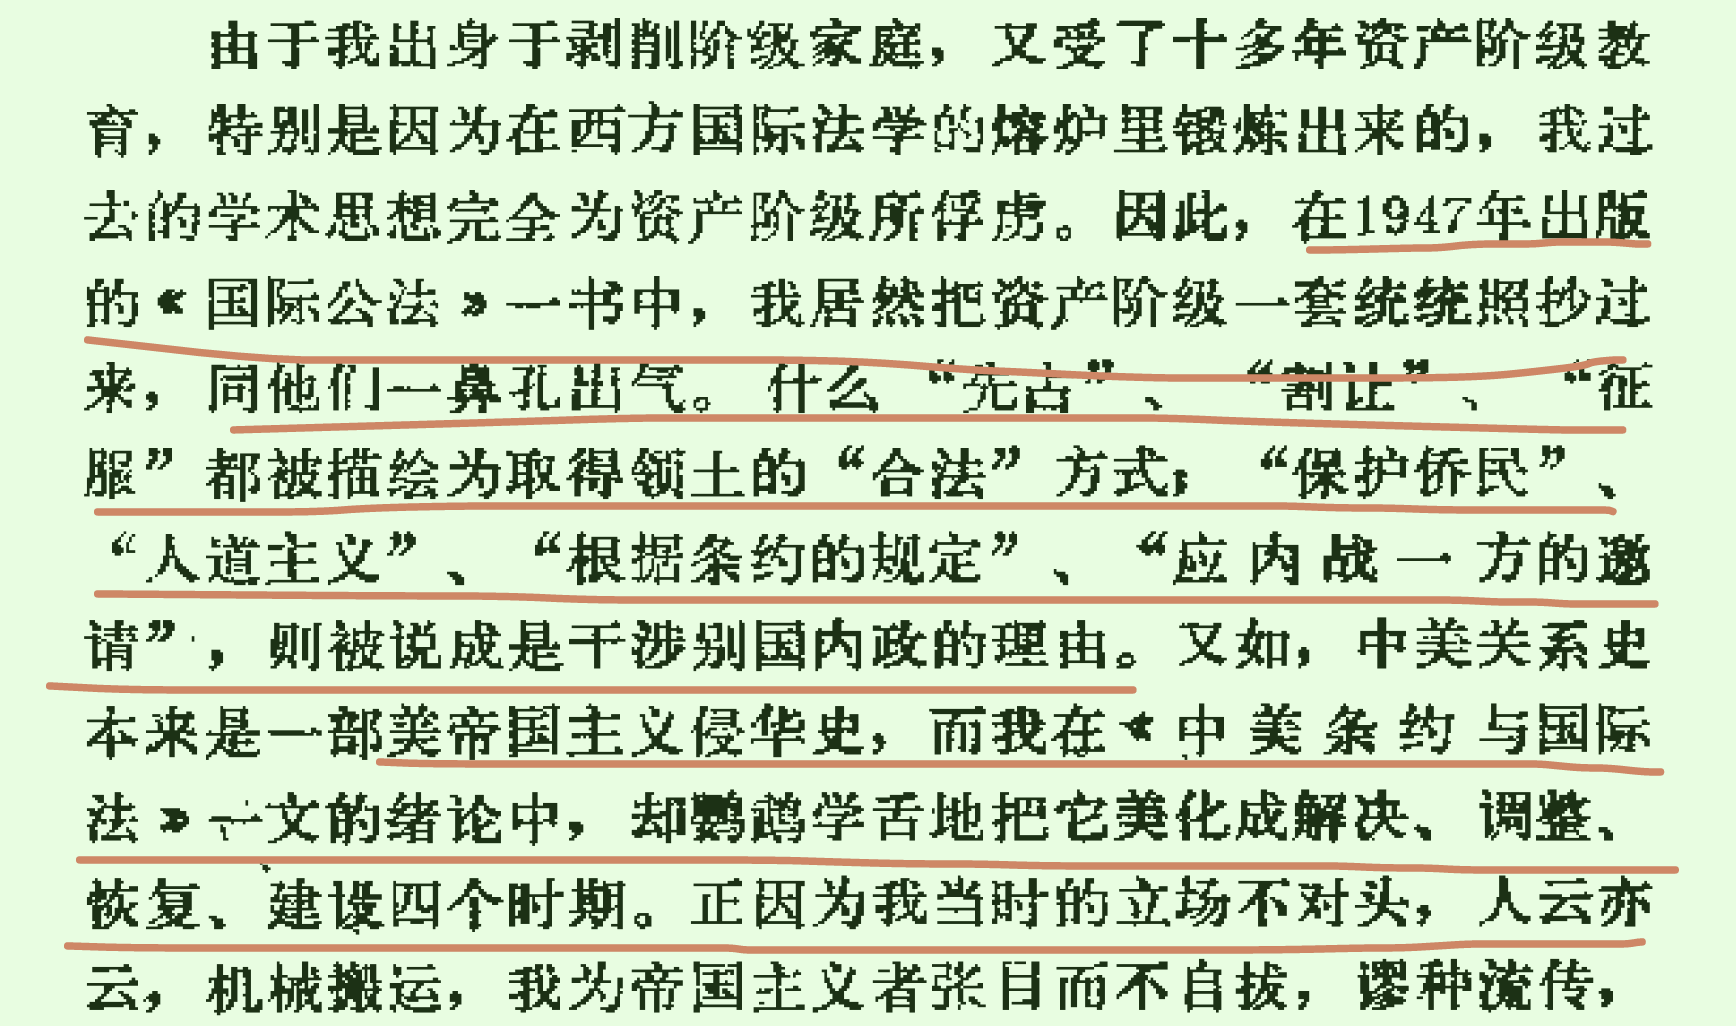 由于我出身于剥削阶级家庭，又受了十多年资产阶级教
育，特别是因为在西方国际法学的熔炉里锻炼出来的，我过
去的学术思想完全为资产阶级所俘虏。因此，在1947年出版
的《国际公法》一书中，我居然把资产阶级一套统统照抄过
来，同他们一鼻孔出气。什么“先占”、“割让”、“征
服”都被描绘为取得领土的“合法”方式；“保护侨民”、
“人道主义”、“根据条约的规定”、“应内战一方的邀
请”，则被说成是干涉别国内政的理由。又如，中美关系史
本来是一部美帝国主义侵华史，而我在《中美条约与国际
法》一文的绪论中，却鹦鹉学舌地把它美化成解决、调整、
恢复、建设四个时期。正因为我当时的立场不对头，人云亦
云，机械搬运，我为帝国主义者张目而不自拔，谬种流传，